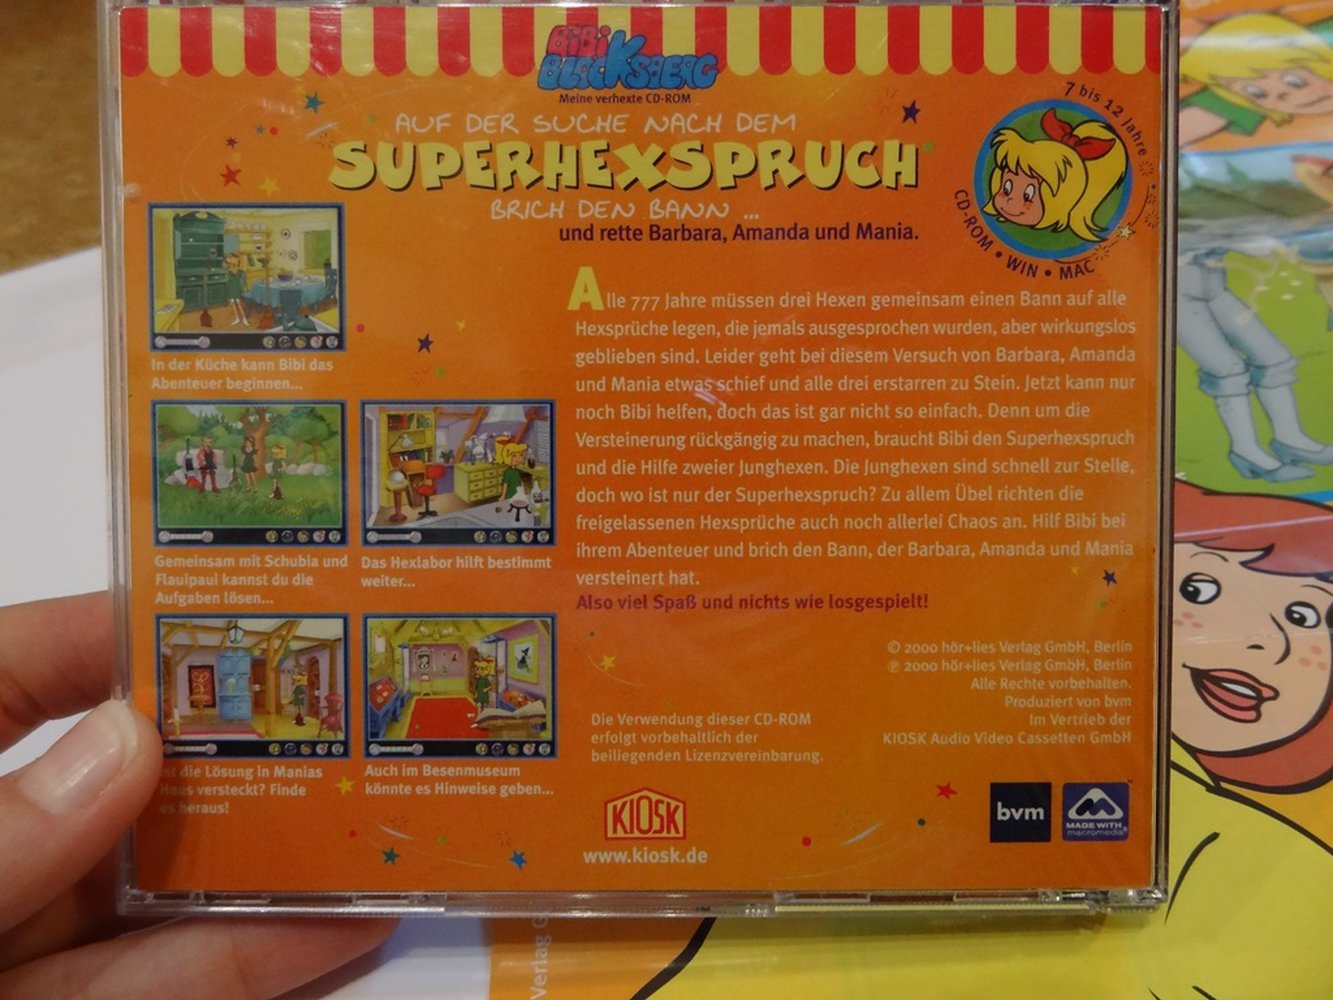 BIBI
BLOCKSBERG
Meine verhexte CD-ROM
AUF DER SUCHE NACH DEM
SUPERHEXSPRUCH
BRICH DEN BANN ...
und rette Barbara, Amanda und Mania.
7 bis 12 Jahre
CD-ROM • WIN • MAC
Alle 777 Jahre müssen drei Hexen gemeinsam einen Bann auf alle
Hexsprüche legen, die jemals ausgesprochen wurden, aber wirkungslos
geblieben sind. Leider geht bei diesem Versuch von Barbara, Amanda
und Mania etwas schief und alle drei erstarren zu Stein. Jetzt kann nur
noch Bibi helfen, doch das ist gar nicht so einfach. Denn um die
Versteinerung rückgängig zu machen, braucht Bibi den Superhexspruch
und die Hilfe zweier Junghexen. Die Junghexen sind schnell zur Stelle,
doch wo ist nur der Superhexspruch? Zu allem Übel richten die
freigelassenen Hexsprüche auch noch allerlei Chaos an. Hilf Bibi bei
ihrem Abenteuer und brich den Bann, der Barbara, Amanda und Mania
versteinert hat.
Also viel Spaß und nichts wie losgespielt!
In der Küche kann Bibi das
Abenteuer beginnen...
Gemeinsam mit Schubia und
Flauipaui kannst du die
Aufgaben lösen...
Das Hexlabor hilft bestimmt
weiter...
die Lösung in Manias
Haus versteckt? Finde
es heraus!
Auch im Besenmuseum
könnte es Hinweise geben...
© 2000 hör+lies Verlag GmbH, Berlin
℗ 2000 hör+lies Verlag GmbH, Berlin
Alle Rechte vorbehalten.
Produziert von bvm
Im Vertrieb der
KIOSK Audio Video Cassetten GmbH
Die Verwendung dieser CD-ROM
erfolgt vorbehaltlich der
beiliegenden Lizenzvereinbarung.
KIOSK
www.kiosk.de
bvm
MADE WITH
macromedia®
Verlag G